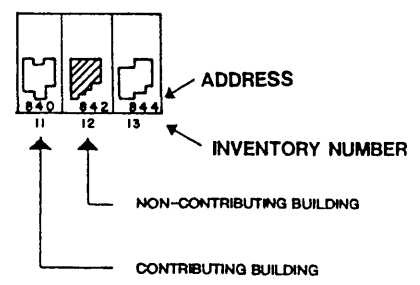 ADDRESS
840 842 844
11 12 13
INVENTORY NUMBER
NON-CONTRIBUTING BUILDING
CONTRIBUTING BUILDING